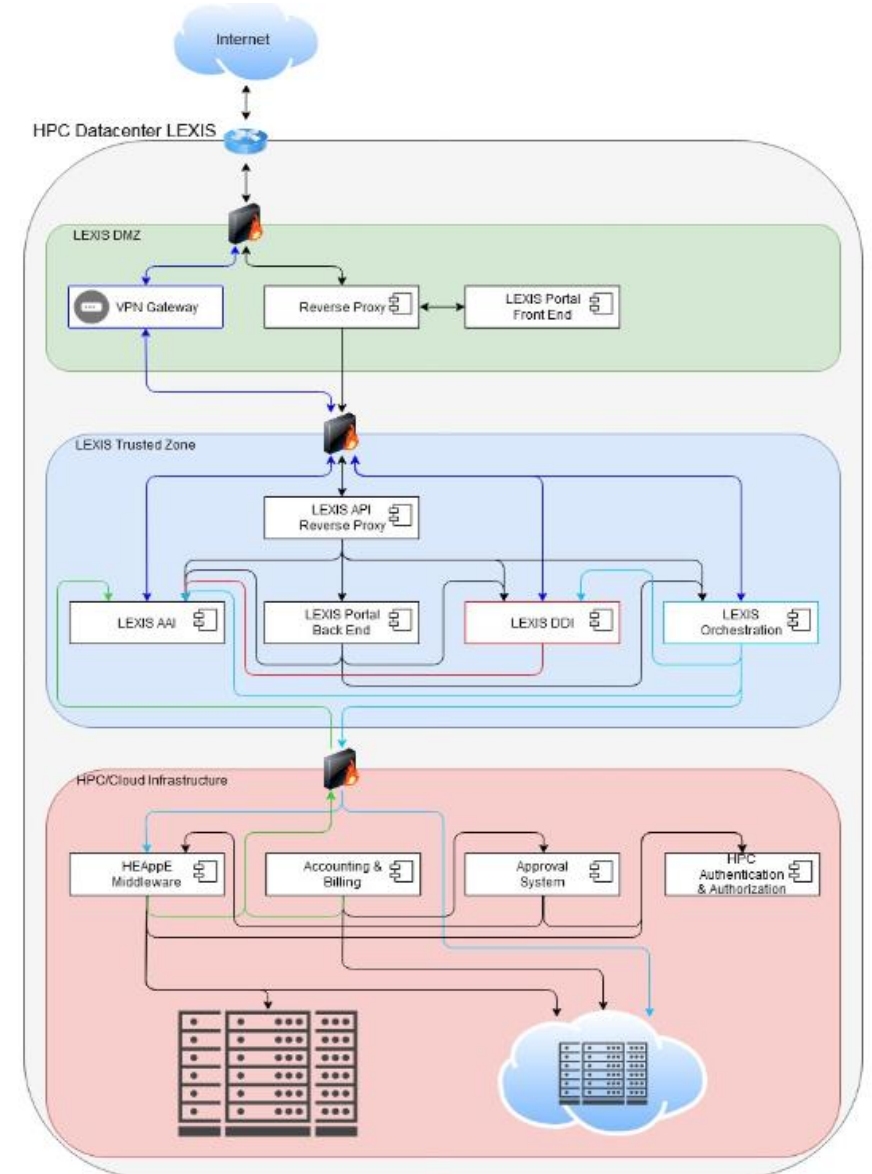 Internet
HPC Datacenter LEXIS
LEXIS DMZ
VPN Gateway
Reverse Proxy
LEXIS Portal
Front End
LEXIS Trusted Zone
LEXIS API
Reverse Proxy
LEXIS AAI
LEXIS Portal
Back End
LEXIS DDI
LEXIS
Orchestration
HPC/Cloud Infrastructure
HEAppE
Middleware
Accounting &
Billing
Approval
System
HPC
Authentication
& Authorization